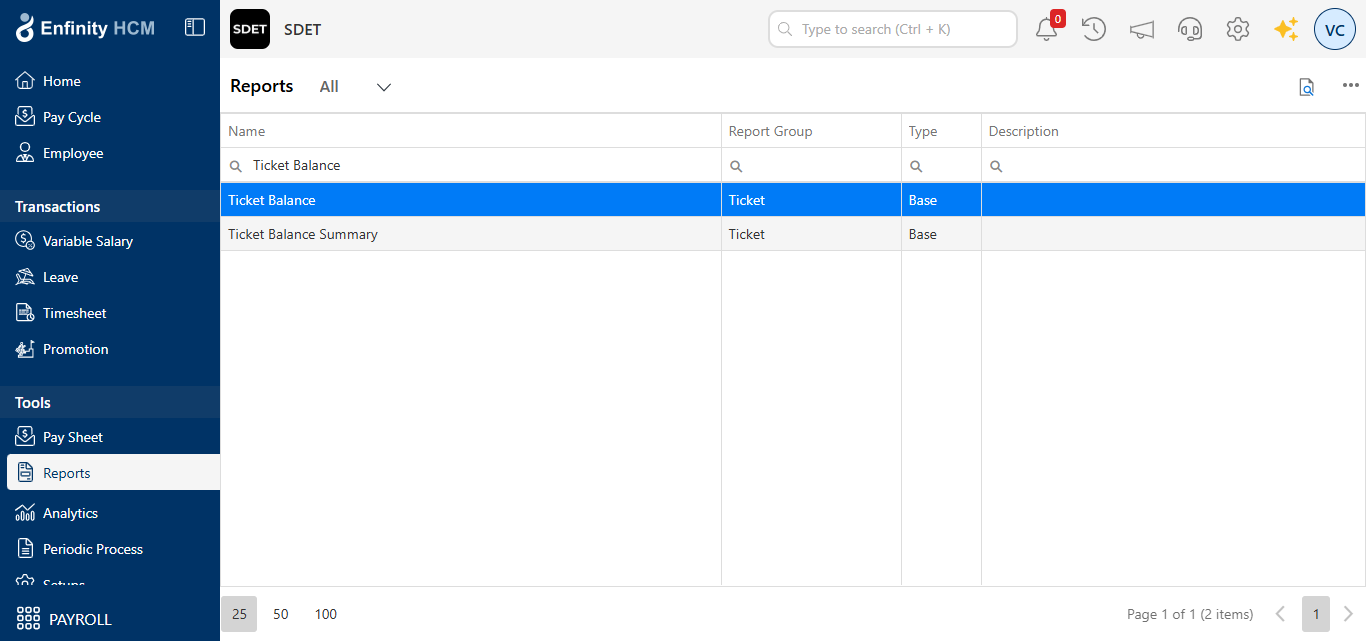 Enfinity HCM
SDET
SDET
Type to search (Ctrl + K)
0
VC
Home
Pay Cycle
Employee
Transactions
Variable Salary
Leave
Timesheet
Promotion
Tools
Pay Sheet
Reports
Analytics
Periodic Process
Setups
PAYROLL
Reports
All
Name Report Group Type Description
Ticket Balance
Ticket Balance Ticket Base
Ticket Balance Summary Ticket Base
25 50 100
Page 1 of 1 (2 items) 1